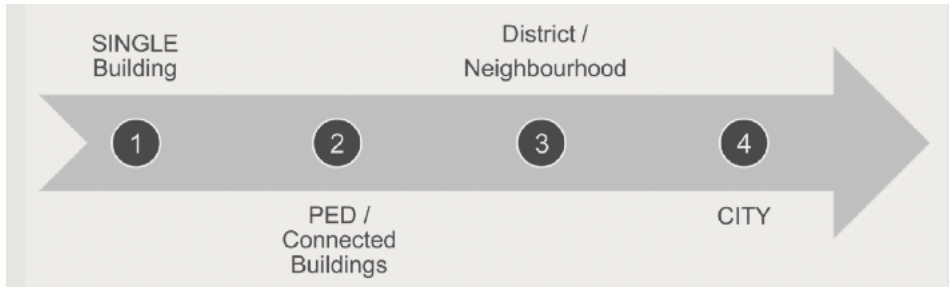 SINGLE
Building
District /
Neighbourhood
1
2
3
4
PED /
Connected
Buildings
CITY